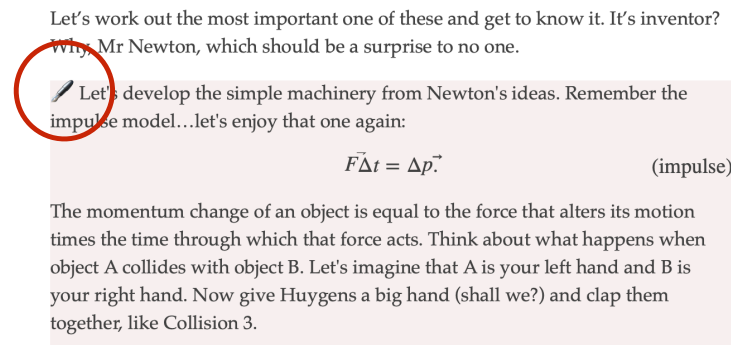 Let’s work out the most important one of these and get to know it. It’s inventor?
Why, Mr Newton, which should be a surprise to no one.
Let's develop the simple machinery from Newton's ideas. Remember the
impulse model…let's enjoy that one again:
F⃗Δt = Δp⃗. (impulse)
The momentum change of an object is equal to the force that alters its motion
times the time through which that force acts. Think about what happens when
object A collides with object B. Let's imagine that A is your left hand and B is
your right hand. Now give Huygens a big hand (shall we?) and clap them
together, like Collision 3.